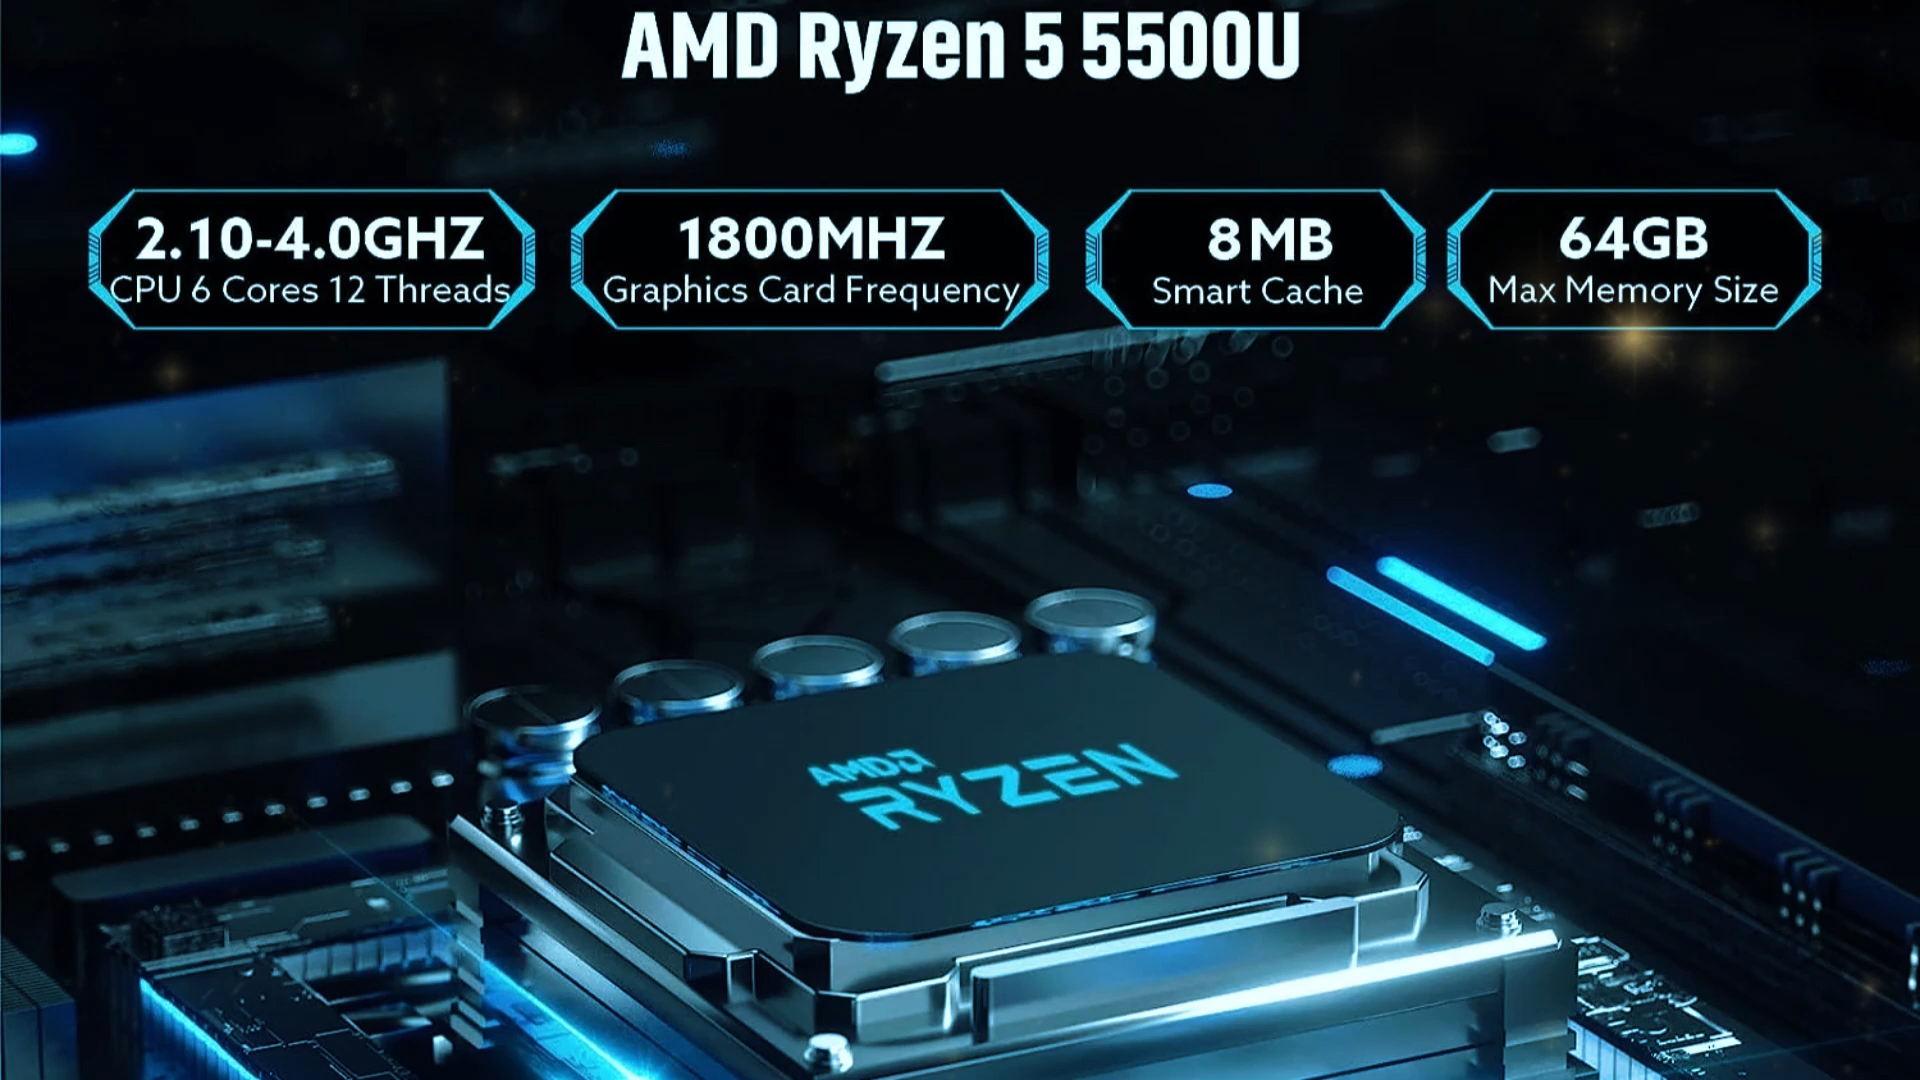 AMD Ryzen 5 5500U
2.10-4.0GHZ
CPU 6 Cores 12 Threads
1800MHZ
Graphics Card Frequency
8MB
Smart Cache
64GB
Max Memory Size
AMD
RYZEN